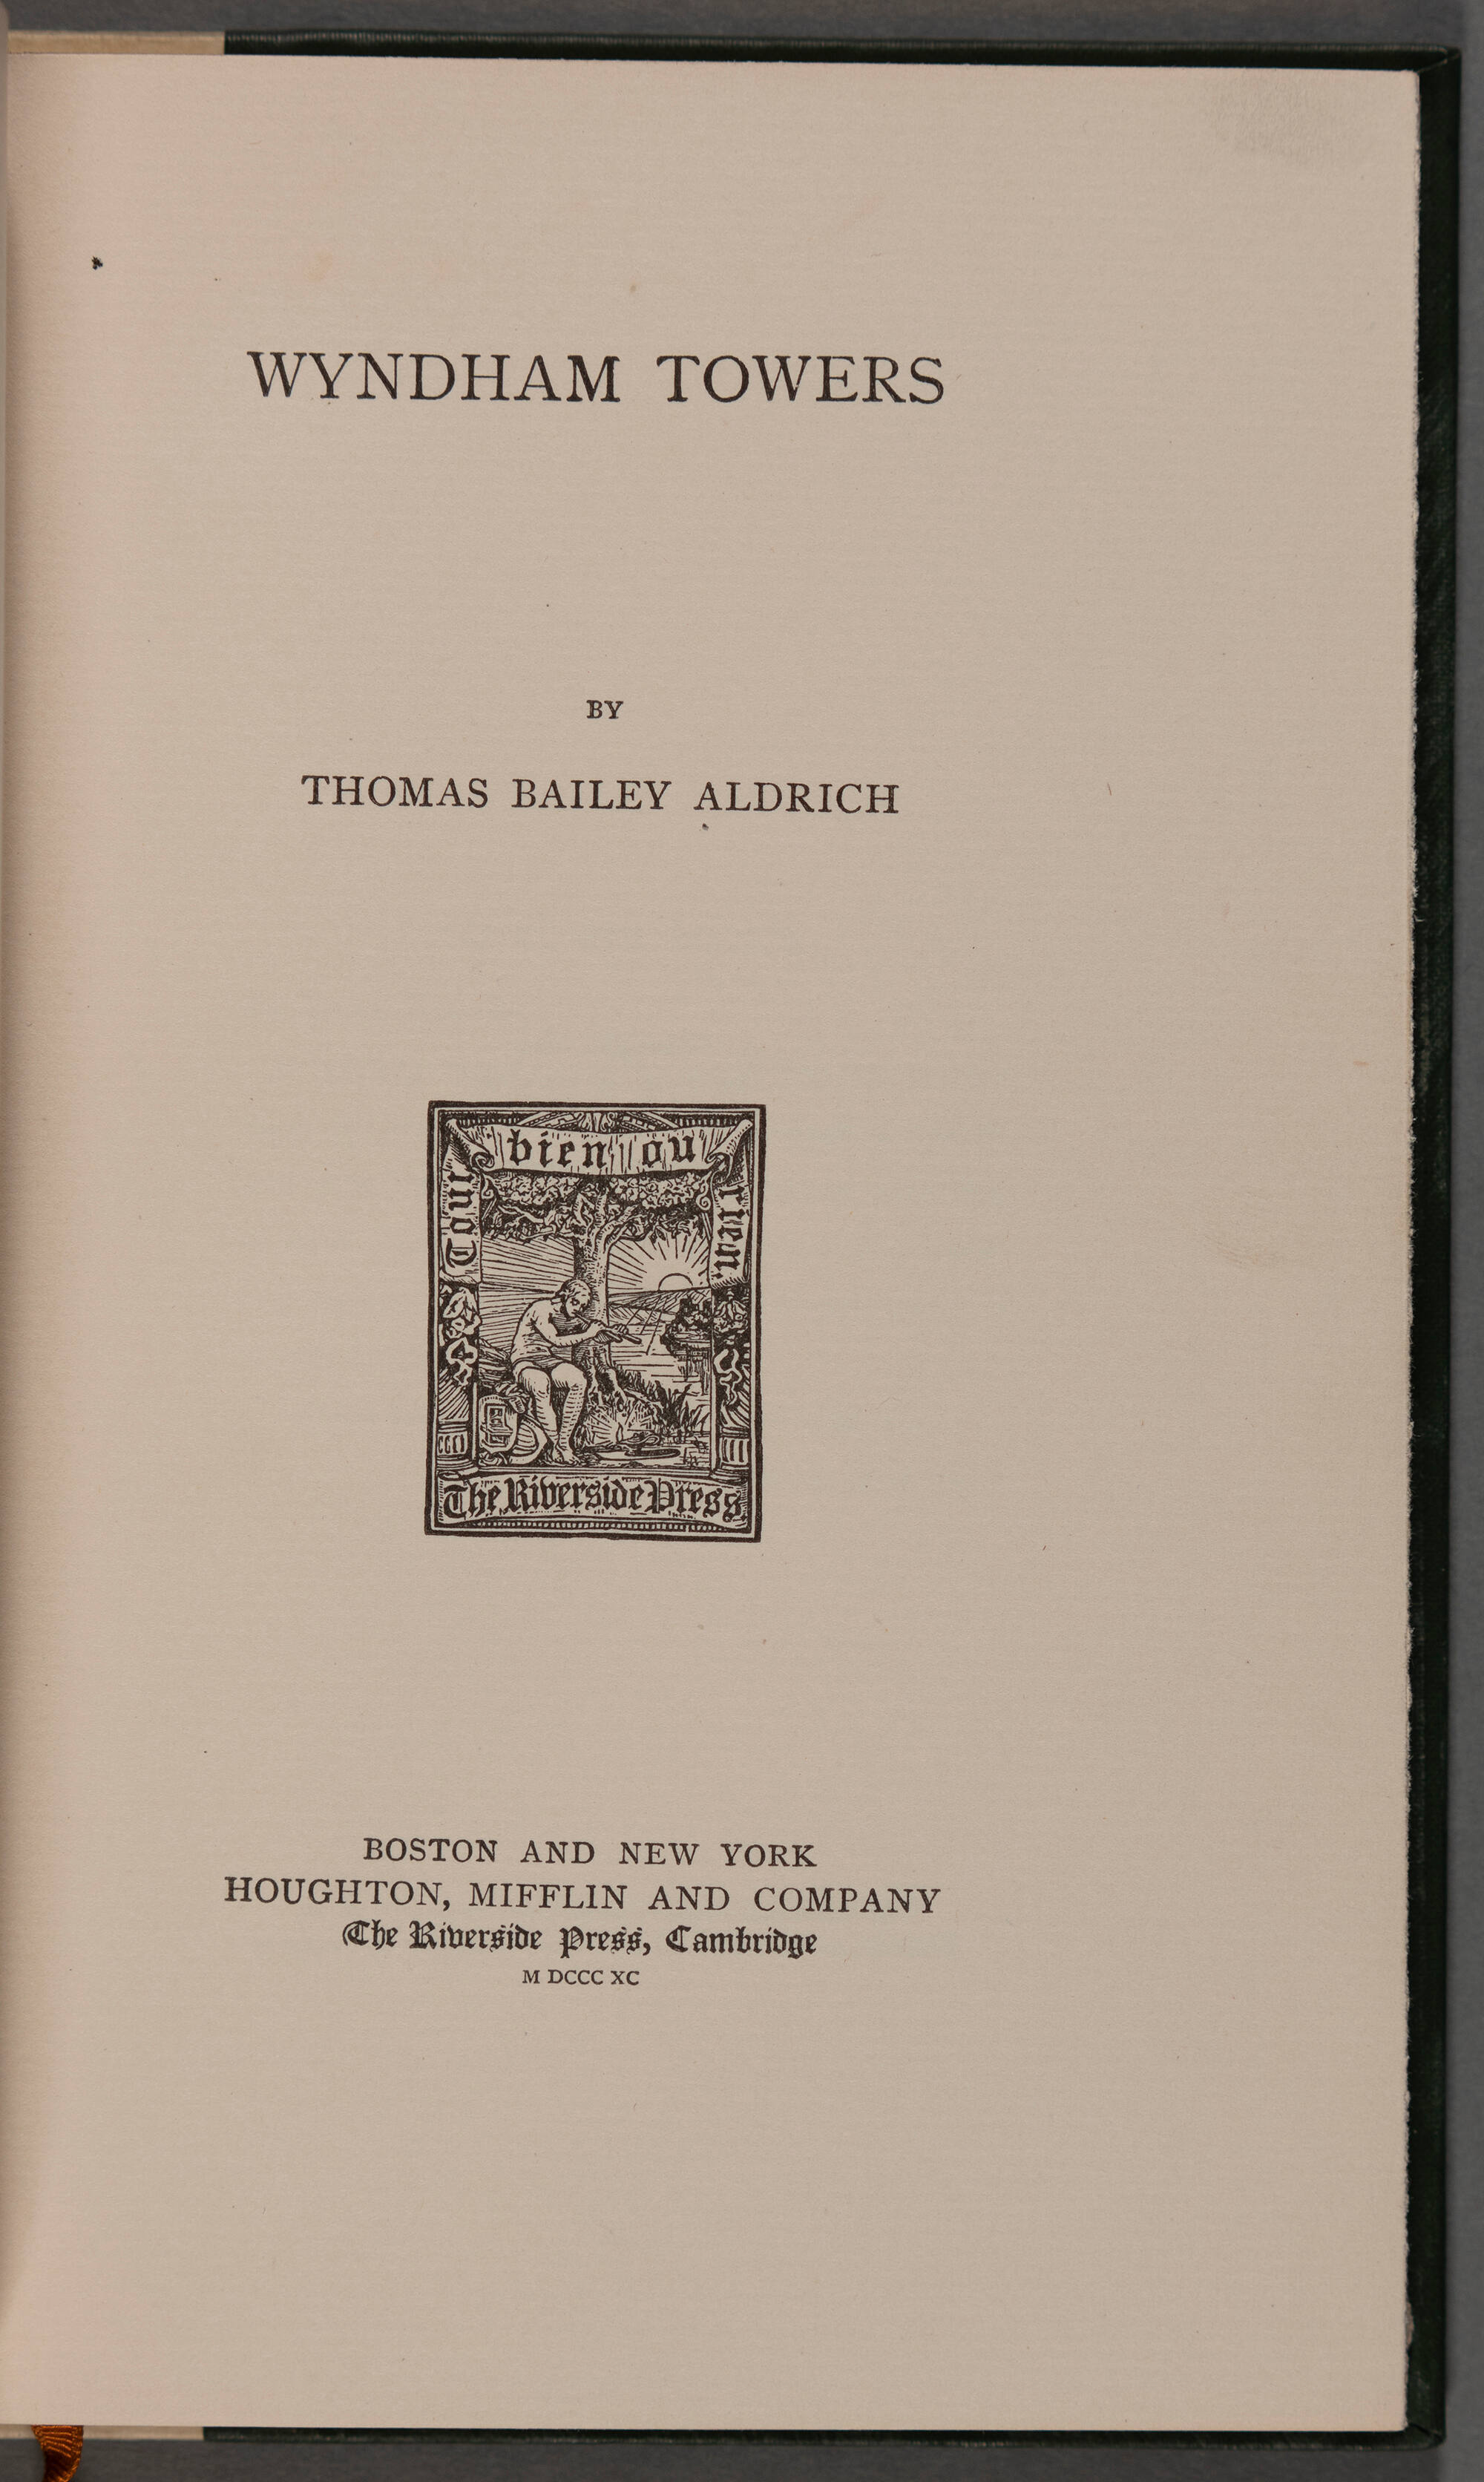 WYNDHAM TOWERS
BY
THOMAS BAILEY ALDRICH
Tout bien ou rien
The Riverside Press
BOSTON AND NEW YORK
HOUGHTON, MIFFLIN AND COMPANY
The Riverside Press, Cambridge
M DCCC XC